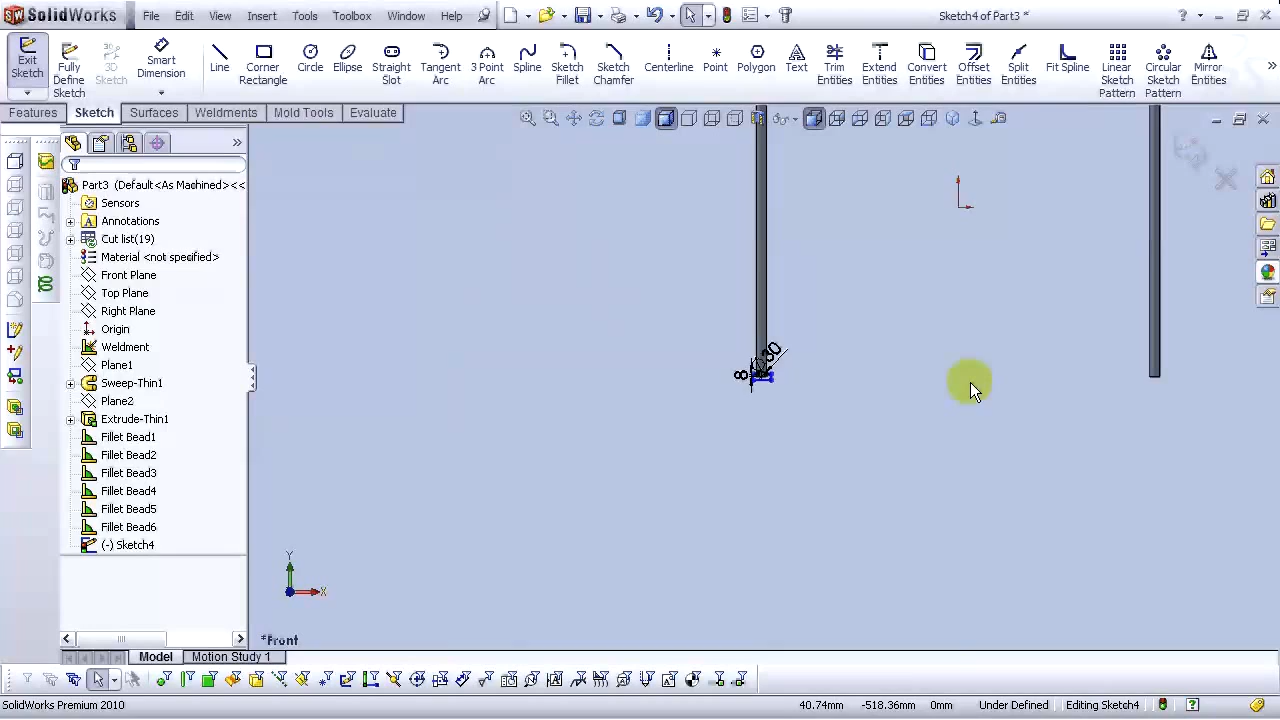 SolidWorks File Edit View Insert Tools Toolbox Window Help Sketch4 of Part3 *
Exit Sketch
Fully Define Sketch
3D Sketch
Smart Dimension
Line
Corner Rectangle
Circle
Ellipse
Straight Slot
Tangent Arc
3 Point Arc
Spline
Sketch Fillet
Sketch Chamfer
Centerline
Point
Polygon
Text
Trim Entities
Extend Entities
Convert Entities
Offset Entities
Split Entities
Fit Spline
Linear Sketch Pattern
Circular Sketch Pattern
Mirror Entities
Features Sketch Surfaces Weldments Mold Tools Evaluate
Part3 (Default<As Machined><<
Sensors
Annotations
Cut list(19)
Material <not specified>
Front Plane
Top Plane
Right Plane
Origin
Weldment
Plane1
Sweep-Thin1
Plane2
Extrude-Thin1
Fillet Bead1
Fillet Bead2
Fillet Bead3
Fillet Bead4
Fillet Bead5
Fillet Bead6
(-) Sketch4
30
8
Y
X
*Front
Model Motion Study 1
SolidWorks Premium 2010 40.74mm -518.36mm 0mm Under Defined Editing Sketch4